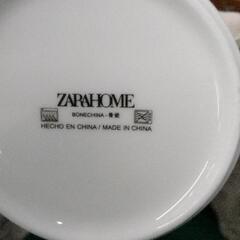 ZARAHOME
BONECHINA - 骨瓷
HECHO EN CHINA / MADE IN CHINA